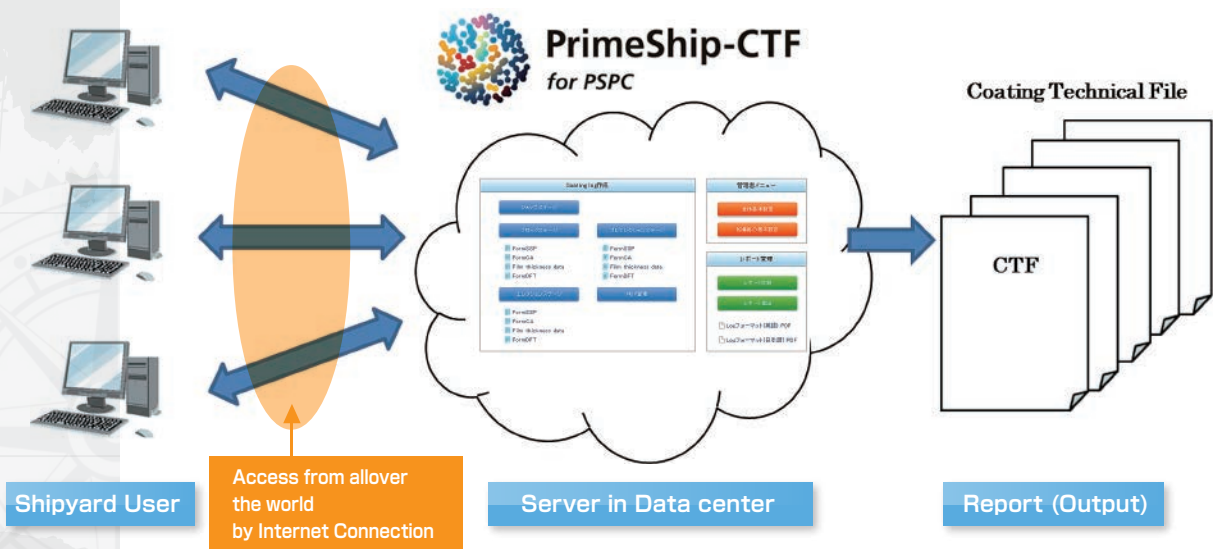 PrimeShip-CTF
for PSPC
Coating Technical File
管理者メニュー
FormSSP
FormCA
Film thickness data
FormDFT
FormSSP
FormCA
Film thickness data
FormDFT
レポート管理
FormSSP
FormCA
Film thickness data
FormDFT
CTF
Access from allover
the world
by Internet Connection
Shipyard User
Server in Data center
Report (Output)